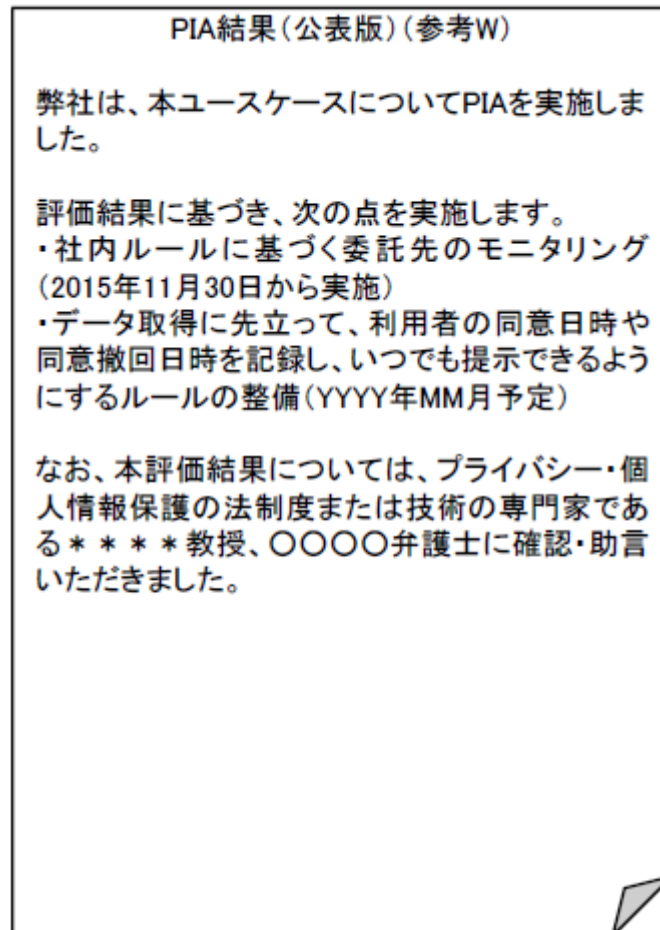 PIA結果(公表版)(参考W)
弊社は、本ユースケースについてPIAを実施しま
した。
評価結果に基づき、次の点を実施します。
・社内ルールに基づく委託先のモニタリング
(2015年11月30日から実施)
・データ取得に先立って、利用者の同意日時や
同意撤回日時を記録し、いつでも提示できるよう
にするルールの整備(YYYY年MM月予定)
なお、本評価結果については、プライバシー・個
人情報保護の法制度または技術の専門家であ
る＊＊＊＊教授、〇〇〇〇弁護士に確認・助言
いただきました。